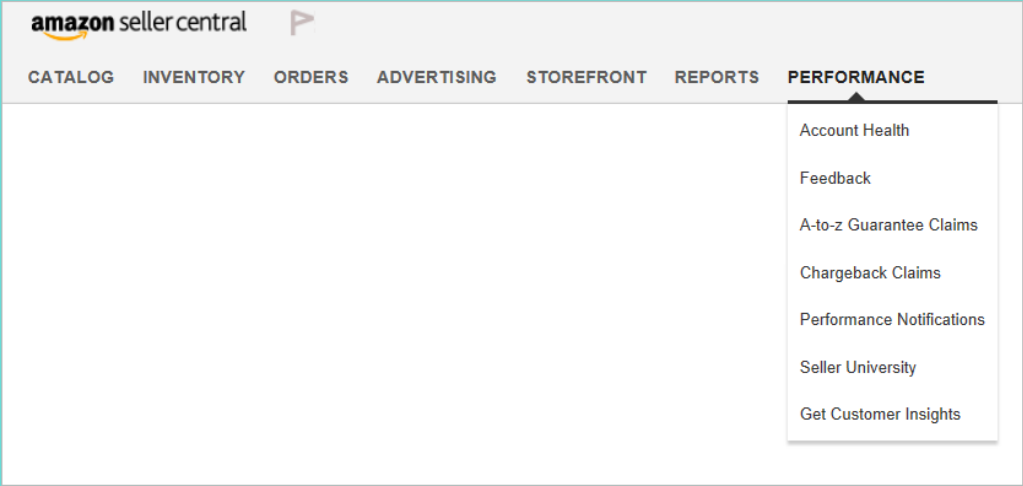 amazon seller central
CATALOG INVENTORY ORDERS ADVERTISING STOREFRONT REPORTS PERFORMANCE
Account Health
Feedback
A-to-z Guarantee Claims
Chargeback Claims
Performance Notifications
Seller University
Get Customer Insights